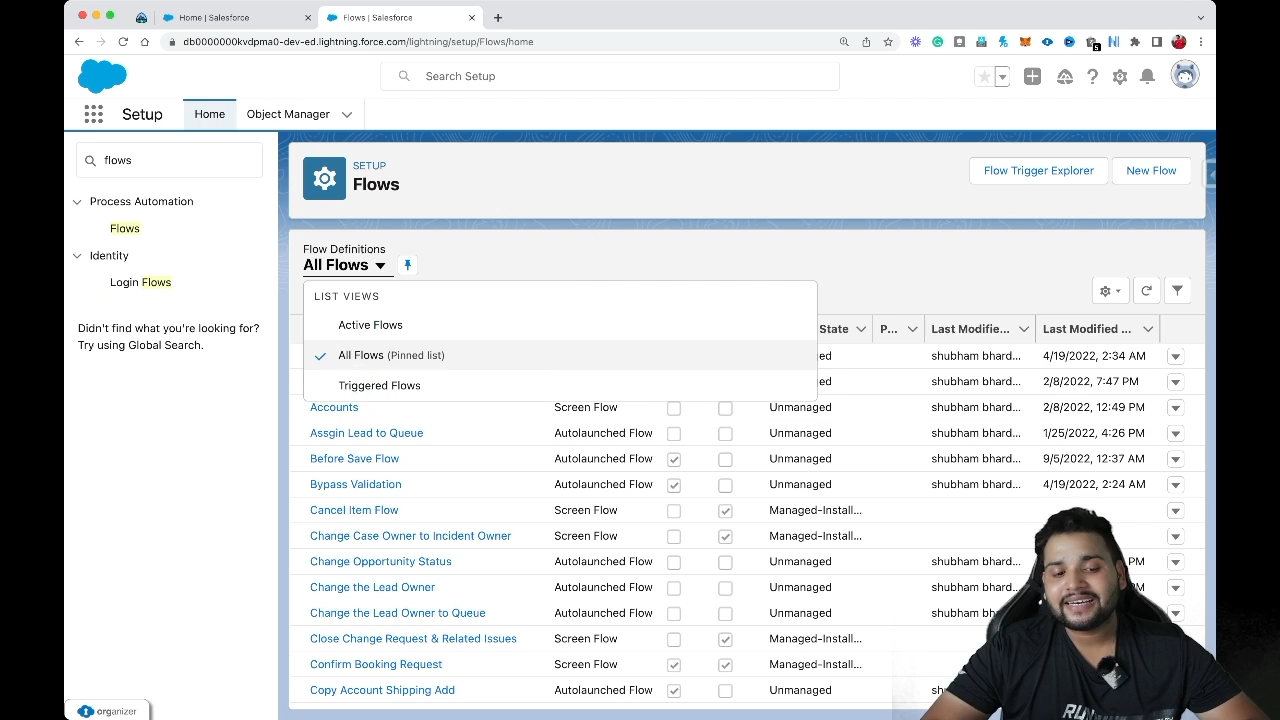 Home | Salesforce
Flows | Salesforce
db0000000kvdpma0-dev-ed.lightning.force.com/lightning/setup/Flows/home
5
Search Setup
Setup
Home
Object Manager
flows
Process Automation
Flows
Identity
Login Flows
Didn't find what you're looking for?
Try using Global Search.
SETUP
Flows
Flow Trigger Explorer
New Flow
Flow Definitions
All Flows
LIST VIEWS
Active Flows
All Flows (Pinned list)
Triggered Flows
State P... Last Modifie... Last Modified ...
ed shubham bhard... 4/19/2022, 2:34 AM
ed shubham bhard... 2/8/2022, 7:47 PM
Accounts Screen Flow Unmanaged shubham bhard... 2/8/2022, 12:49 PM
Assgin Lead to Queue Autolaunched Flow Unmanaged shubham bhard... 1/25/2022, 4:26 PM
Before Save Flow Autolaunched Flow Unmanaged shubham bhard... 9/5/2022, 12:37 AM
Bypass Validation Autolaunched Flow Unmanaged shubham bhard... 4/19/2022, 2:24 AM
Cancel Item Flow Screen Flow Managed-Install...
Change Case Owner to Incident Owner Screen Flow Managed-Install...
Change Opportunity Status Autolaunched Flow Unmanaged shubham bhard... PM
Change the Lead Owner Autolaunched Flow Unmanaged shubham bhard PM
Change the Lead Owner to Queue Autolaunched Flow Unmanaged shubham bha
Close Change Request & Related Issues Screen Flow Managed-Install...
Confirm Booking Request Screen Flow Managed-Install...
Copy Account Shipping Add Autolaunched Flow Unmanaged
organizer